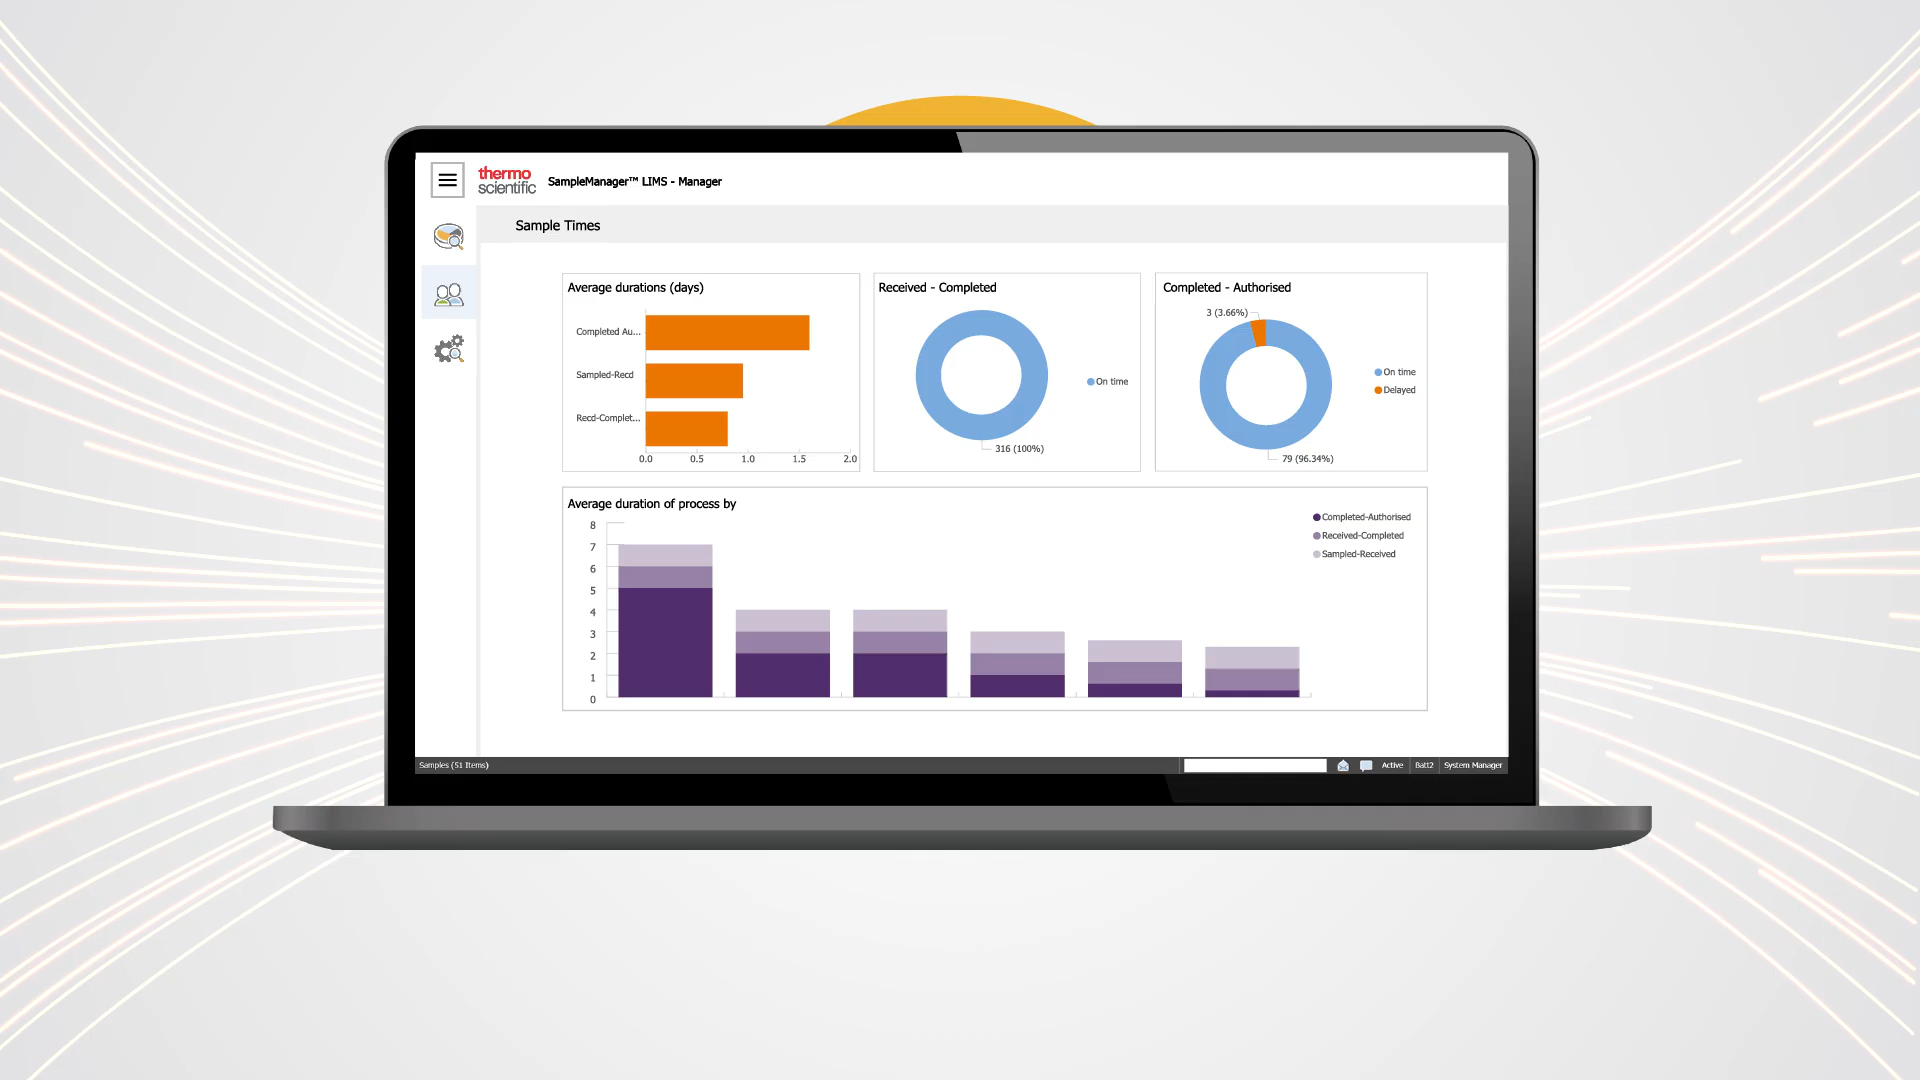 thermo
scientific
SampleManager™ LIMS - Manager
Sample Times
Average durations (days)
Completed Au...
Sampled-Recd
Recd-Complet...
0.0 0.5 1.0 1.5 2.0
Received - Completed
On time
316 (100%)
Completed - Authorised
3 (3.66%)
On time
Delayed
79 (96.34%)
Average duration of process by
8
7
6
5
4
3
2
1
0
Completed-Authorised
Received-Completed
Sampled-Received
Samples (51 Items)
Active
Batt2
System Manager